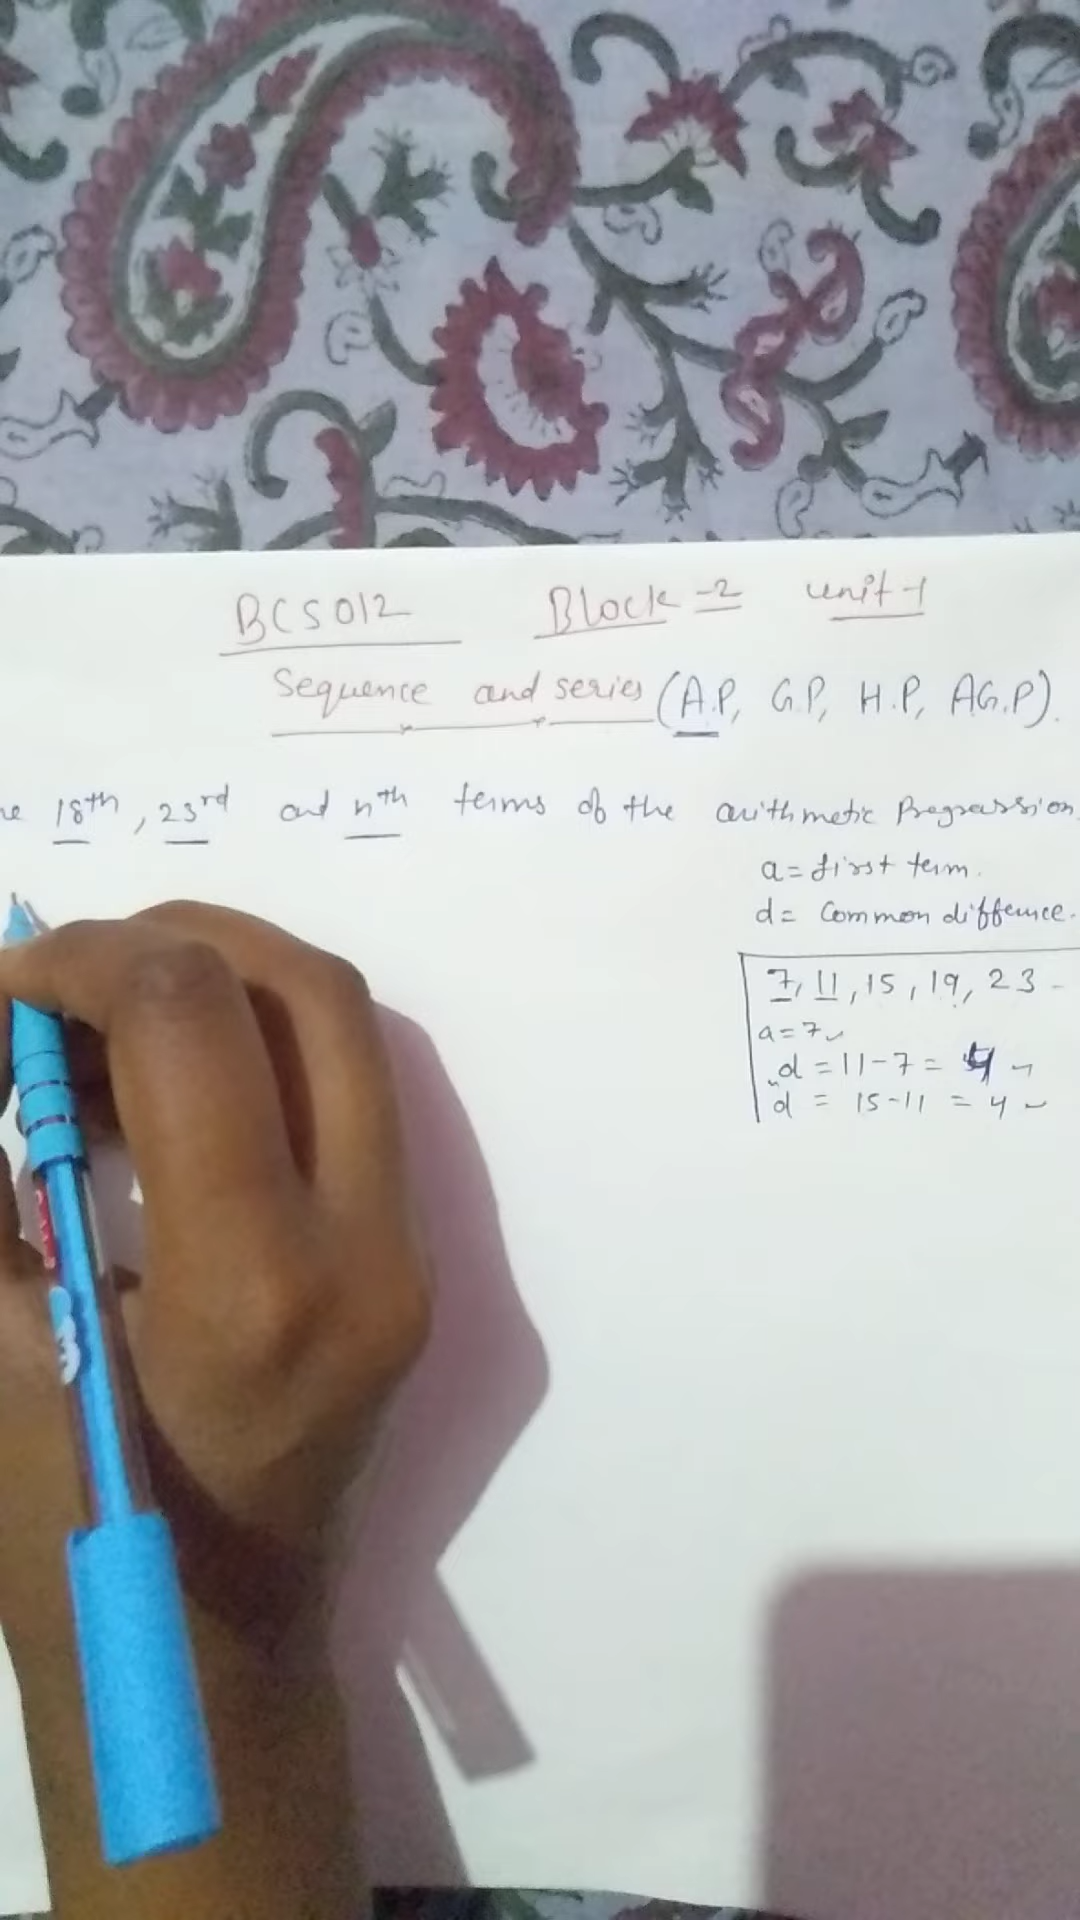 BCS012 Block-2 unit-1
Sequence and series (A.P, G.P, H.P, AG.P).
18th, 23rd and nth terms of the arithmetic Progression.
a = first term.
d = Common differnce.
7, 11, 15, 19, 23 -
a = 7
d = 11 - 7 = 4
d = 15 - 11 = 4